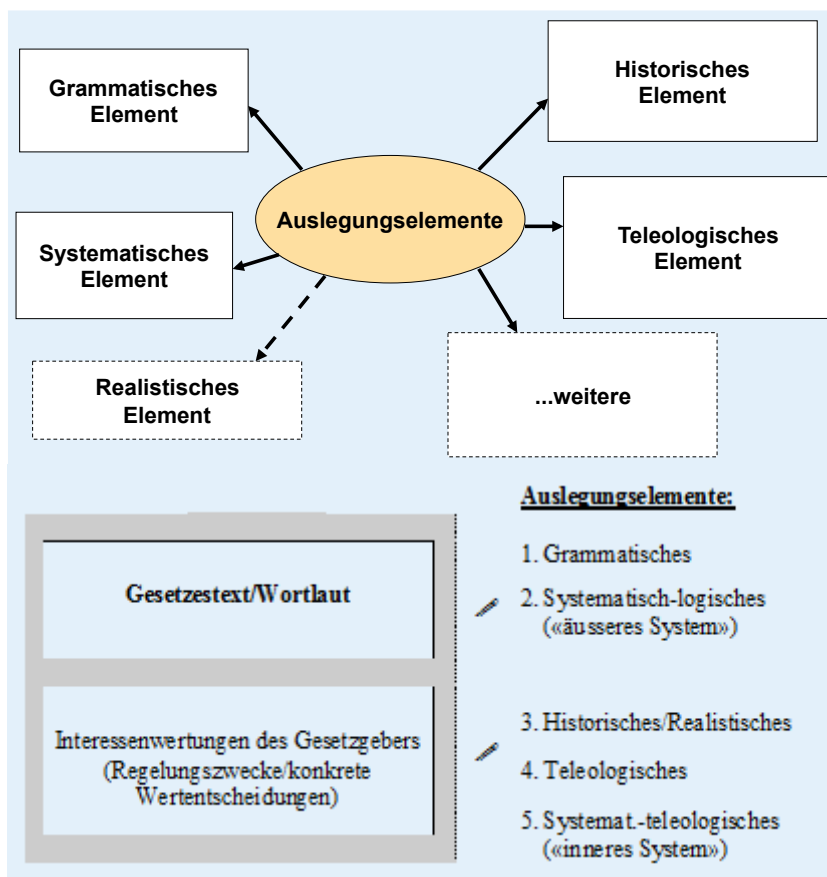 Grammatisches
Element
Historisches
Element
Auslegungselemente
Systematisches
Element
Teleologisches
Element
Realistisches
Element
...weitere
Auslegungselemente:
Gesetzestext/Wortlaut
1. Grammatisches
2. Systematisch-logisches
(«äusseres System»)
Interessenwertungen des Gesetzgebers
(Regelungszwecke/konkrete
Wertentscheidungen)
3. Historisches/Realistisches
4. Teleologisches
5. Systemat.-teleologisches
(«inneres System»)